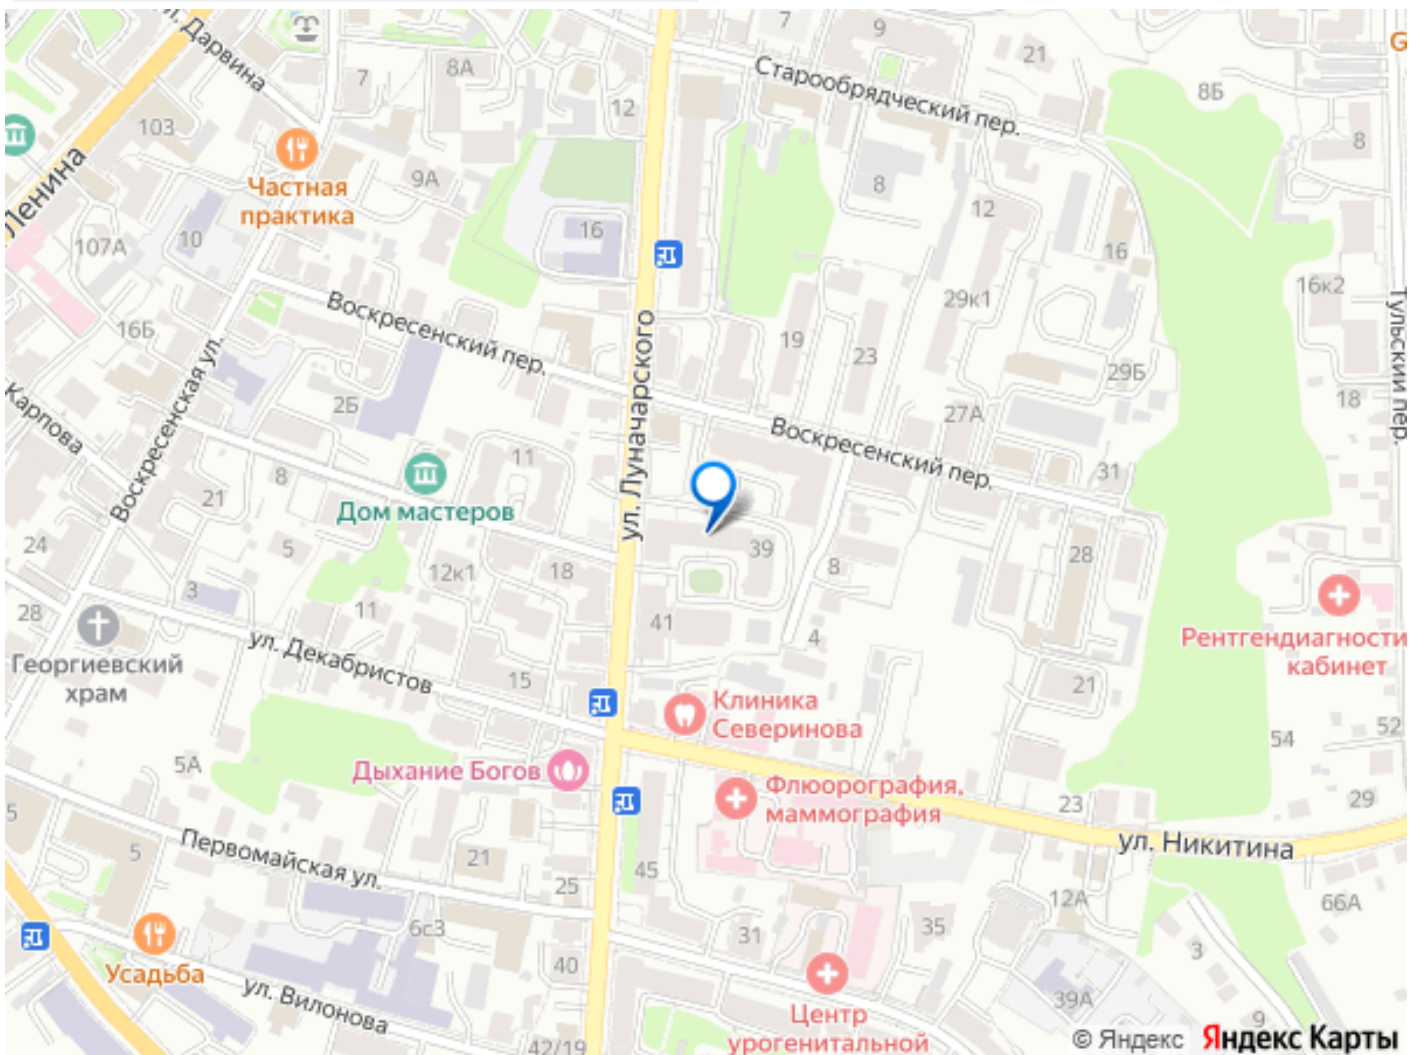 7
9
21
ул. Дарвина
7
8А
12
Старообрядческий пер.
8Б
G
103
8
Ленина
Частная
практика
9А
8
12
107А
10
16
16
16Б
29к1
16к2
Воскресенский пер.
19
23
29Б
Тульский пер.
Карпова
2Б
27А
18
ул. Луначарского
Воскресенская ул.
Воскресенский пер.
11
31
8
21
Дом мастеров
24
5
39
28
12к1
18
8
3
11
28
41
4
Георгиевский
храм
ул. Декабристов
Рентгендиагности
кабинет
15
21
Клиника
Северинова
52
54
5А
Дыхание Богов
Флюорография,
маммография
23
29
5
Первомайская ул.
ул. Никитина
5
21
45
25
12А
66А
6с3
35
31
3
Усадьба
40
ул. Вилонова
39А
Центр
урогенитальной
9
42/19
© Яндекс Яндекс Карты